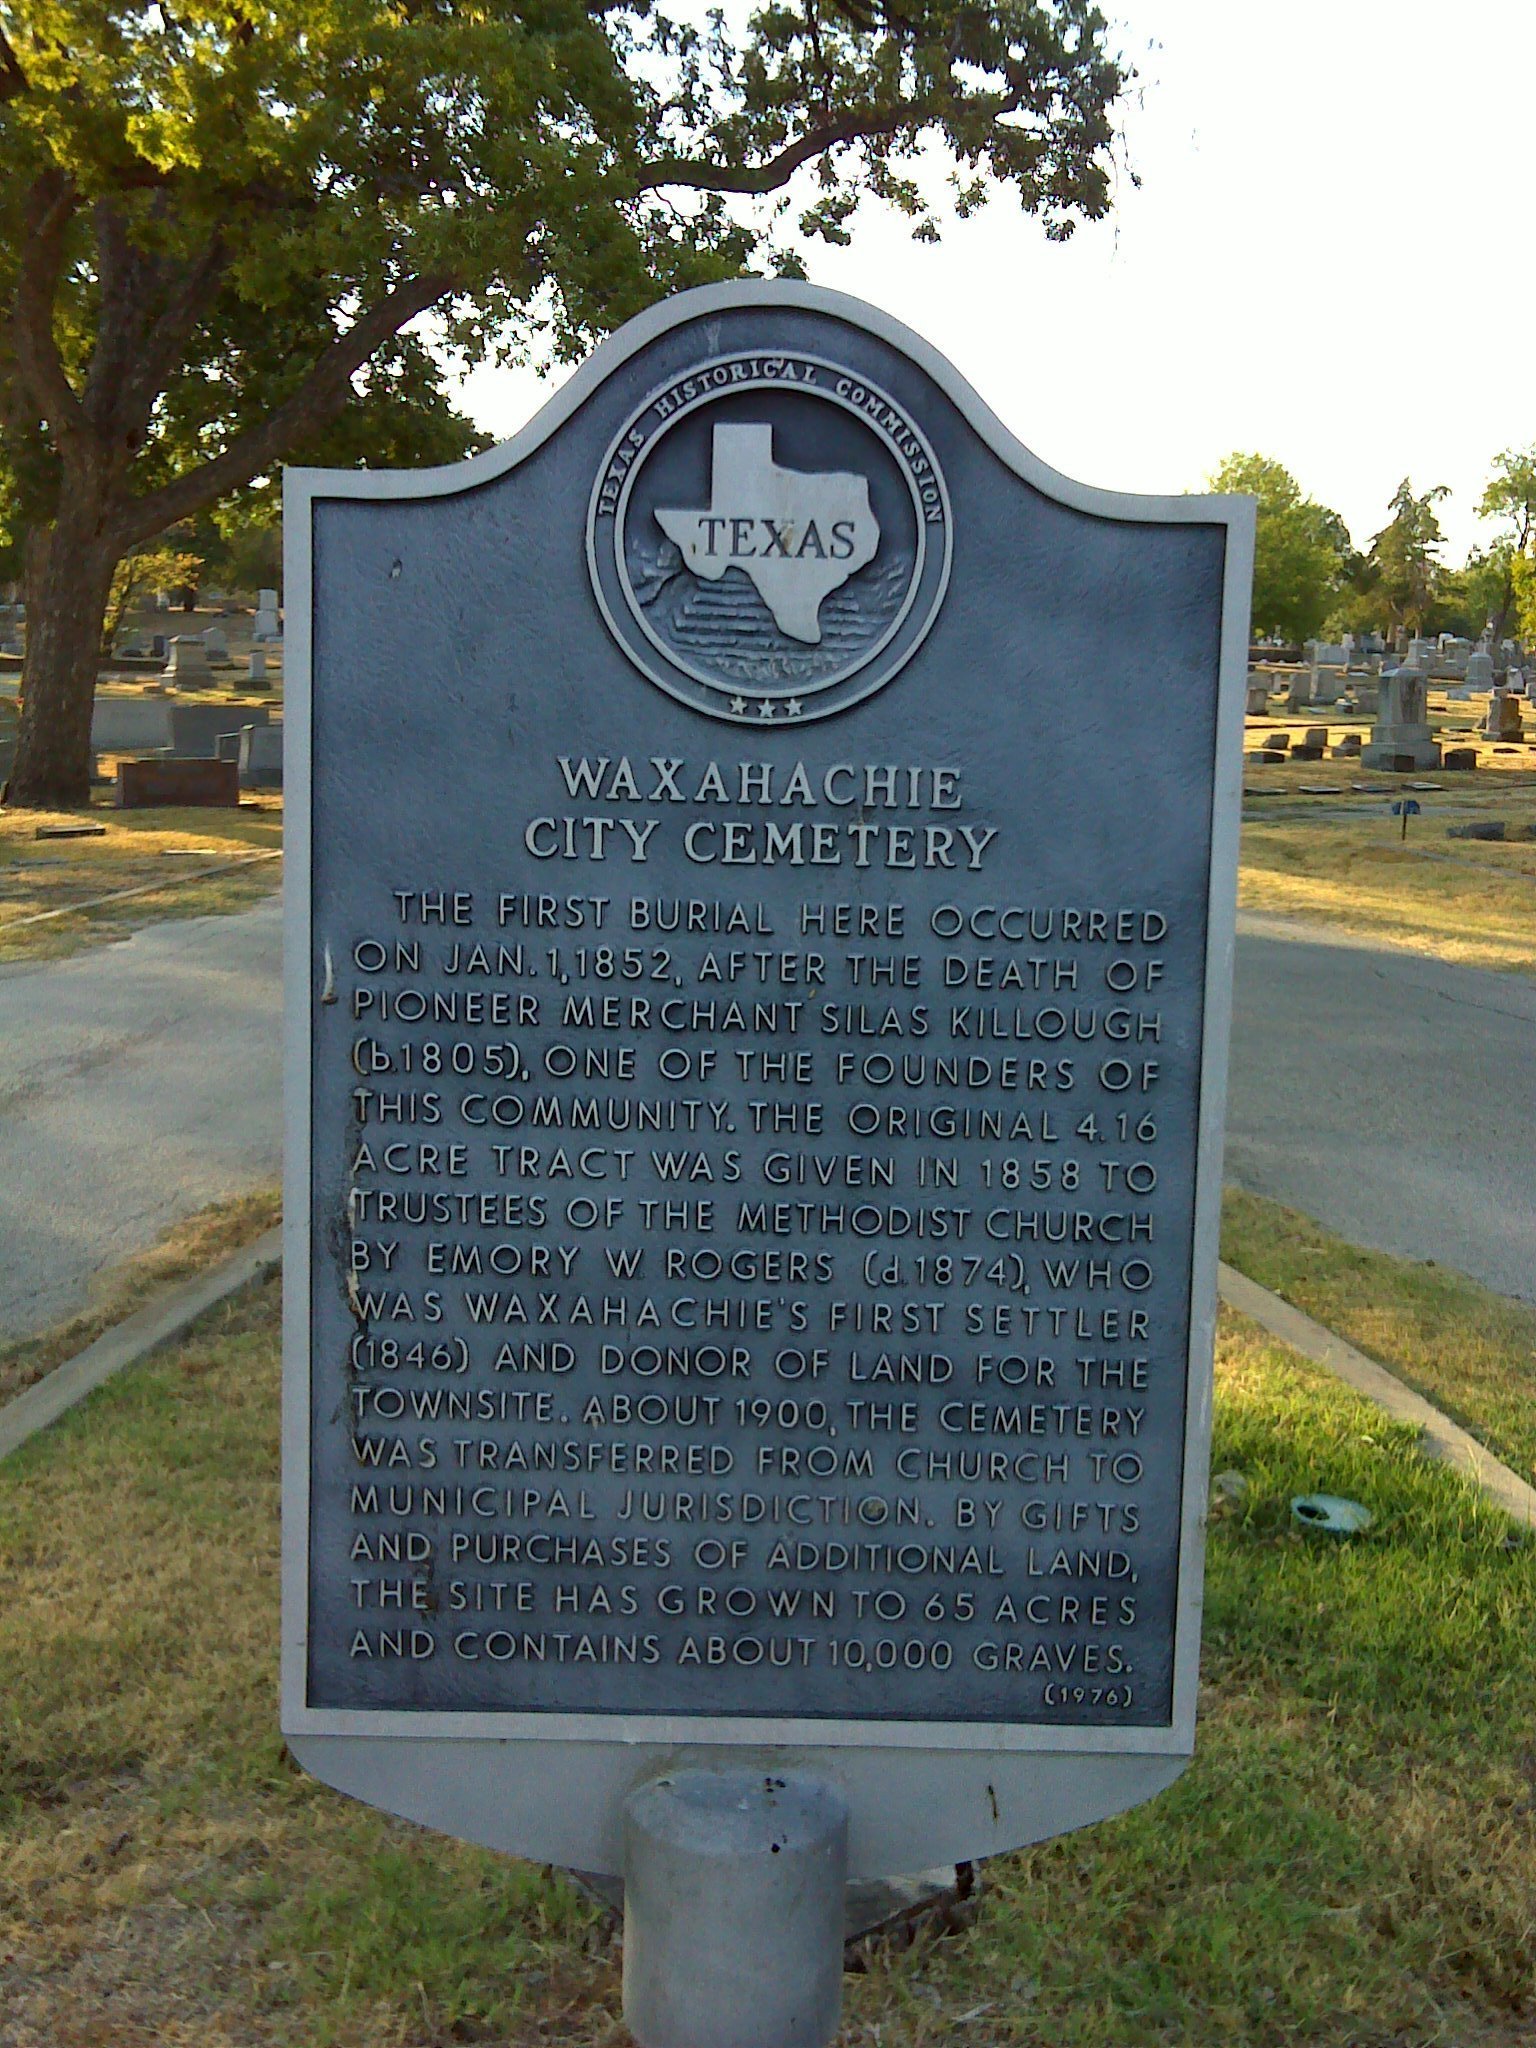 TEXAS HISTORICAL COMMISSION
TEXAS
WAXAHACHIE
CITY CEMETERY
THE FIRST BURIAL HERE OCCURRED
ON JAN. 1, 1852, AFTER THE DEATH OF
PIONEER MERCHANT SILAS KILLOUGH
(b.1805), ONE OF THE FOUNDERS OF
THIS COMMUNITY. THE ORIGINAL 4.16
ACRE TRACT WAS GIVEN IN 1858 TO
TRUSTEES OF THE METHODIST CHURCH
BY EMORY W ROGERS (d.1874), WHO
WAS WAXAHACHIE'S FIRST SETTLER
(1846) AND DONOR OF LAND FOR THE
TOWNSITE. ABOUT 1900, THE CEMETERY
WAS TRANSFERRED FROM CHURCH TO
MUNICIPAL JURISDICTION. BY GIFTS
AND PURCHASES OF ADDITIONAL LAND,
THE SITE HAS GROWN TO 65 ACRES
AND CONTAINS ABOUT 10,000 GRAVES.
(1976)